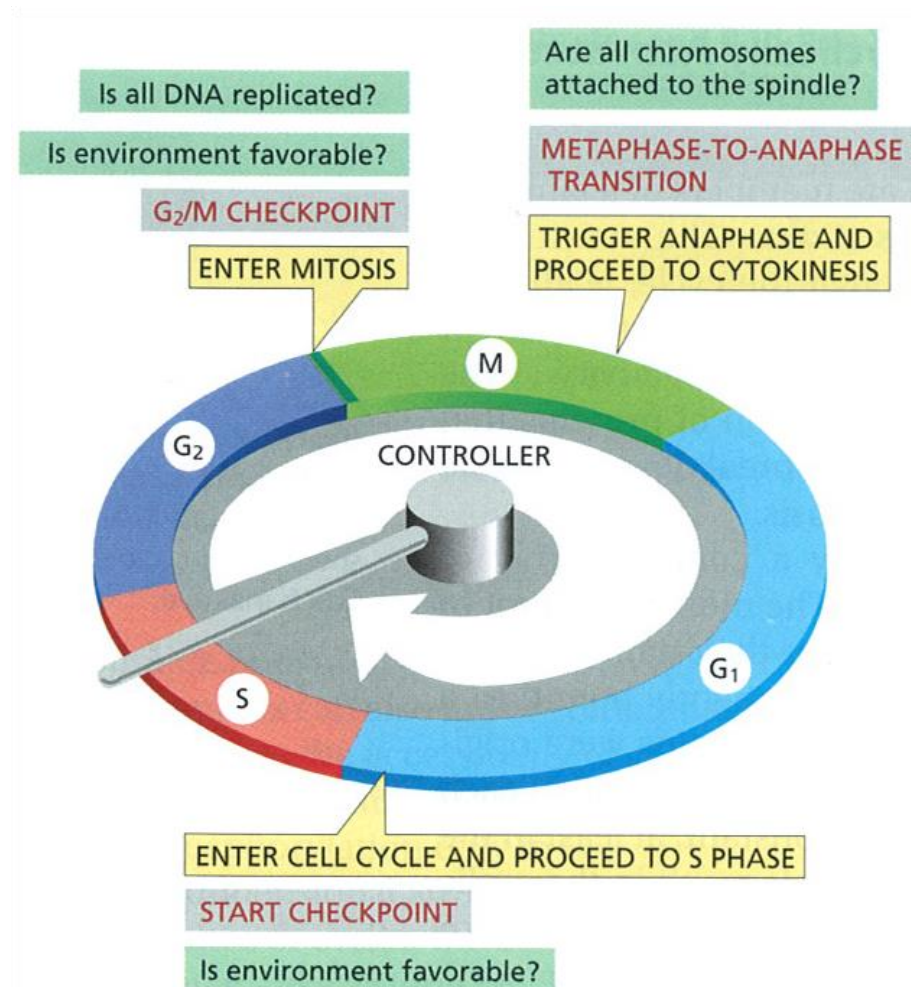 Is all DNA replicated?
Is environment favorable?
G₂/M CHECKPOINT
ENTER MITOSIS
Are all chromosomes
attached to the spindle?
METAPHASE-TO-ANAPHASE
TRANSITION
TRIGGER ANAPHASE AND
PROCEED TO CYTOKINESIS
M
G₂
CONTROLLER
G₁
S
ENTER CELL CYCLE AND PROCEED TO S PHASE
START CHECKPOINT
Is environment favorable?